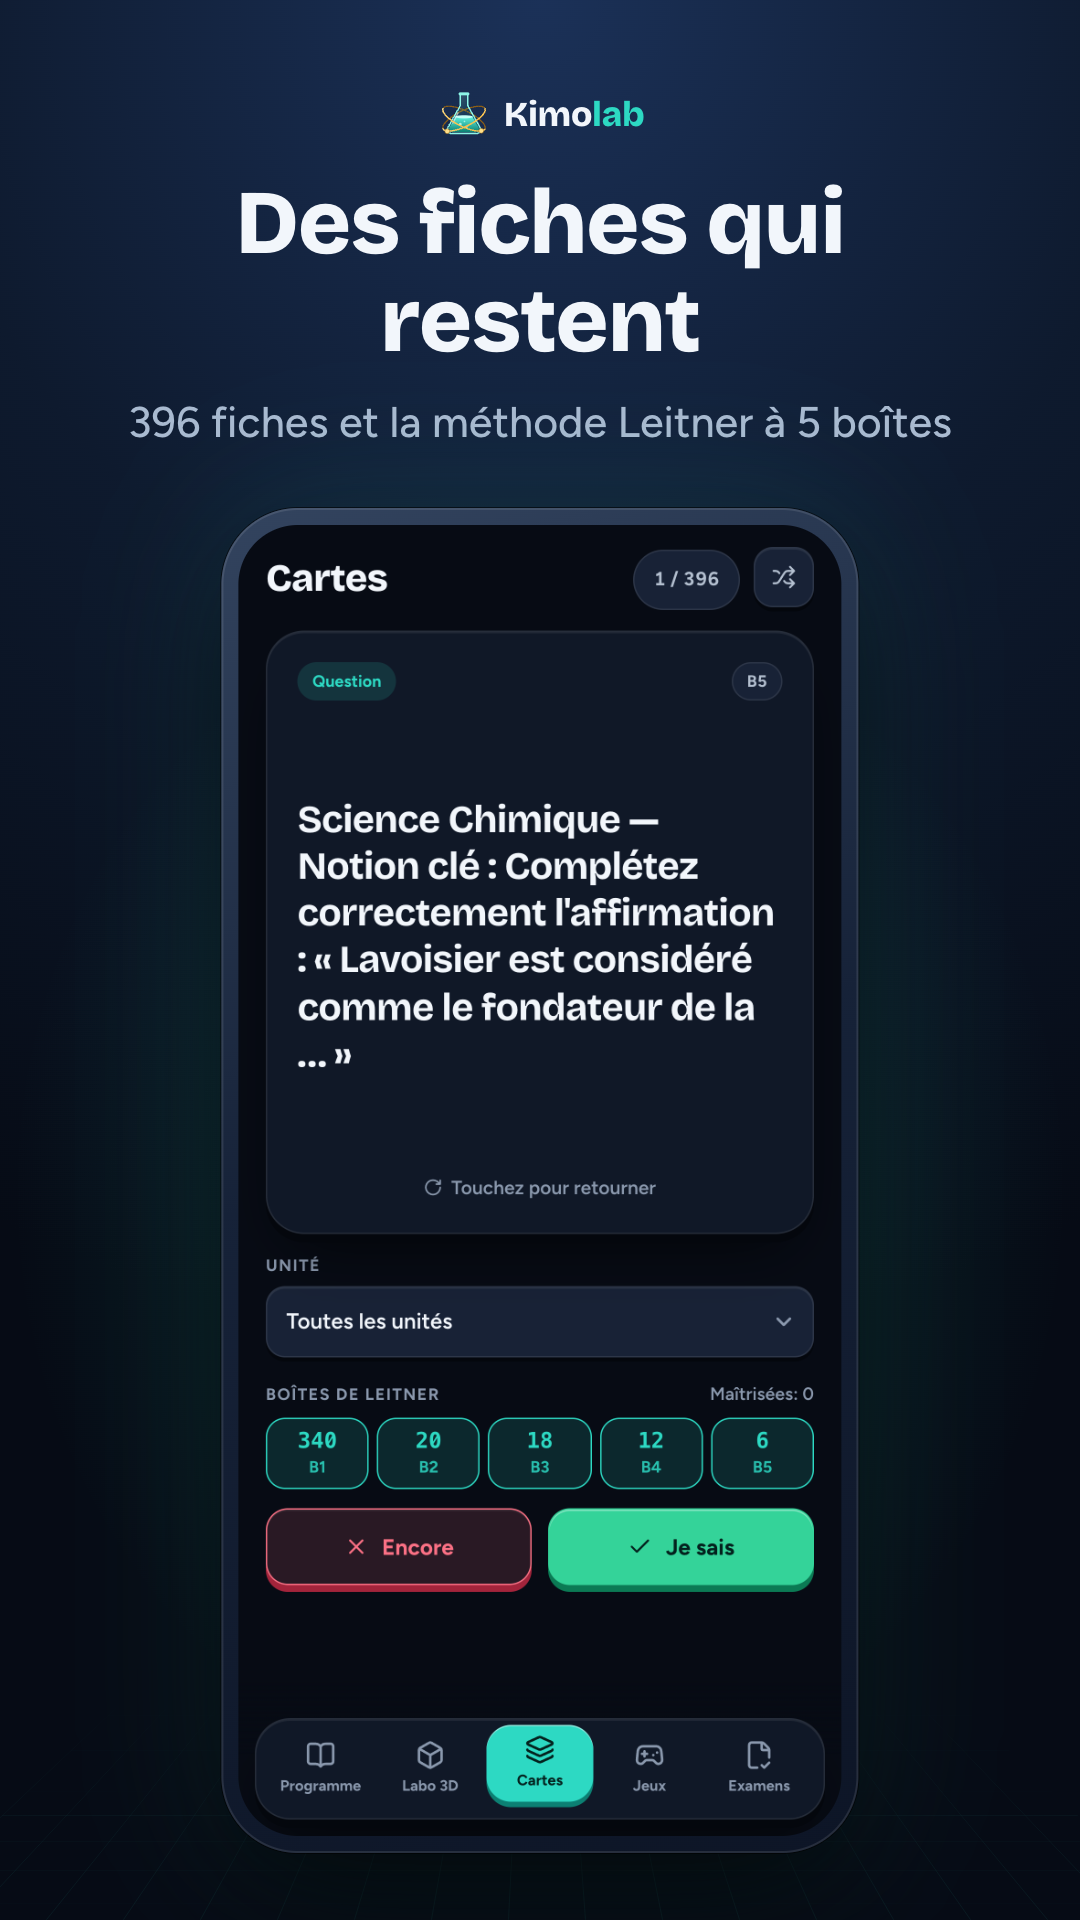 Kimolab
Des fiches qui
restent
396 fiches et la méthode Leitner à 5 boîtes
Cartes
1 / 396
Question
B5
Science Chimique —
Notion clé : Complétez
correctement l'affirmation
: « Lavoisier est considéré
comme le fondateur de la
... »
Touchez pour retourner
UNITÉ
Toutes les unités
BOÎTES DE LEITNER
Maîtrisées: 0
340
B1
20
B2
18
B3
12
B4
6
B5
Encore
Je sais
Programme
Labo 3D
Cartes
Jeux
Examens